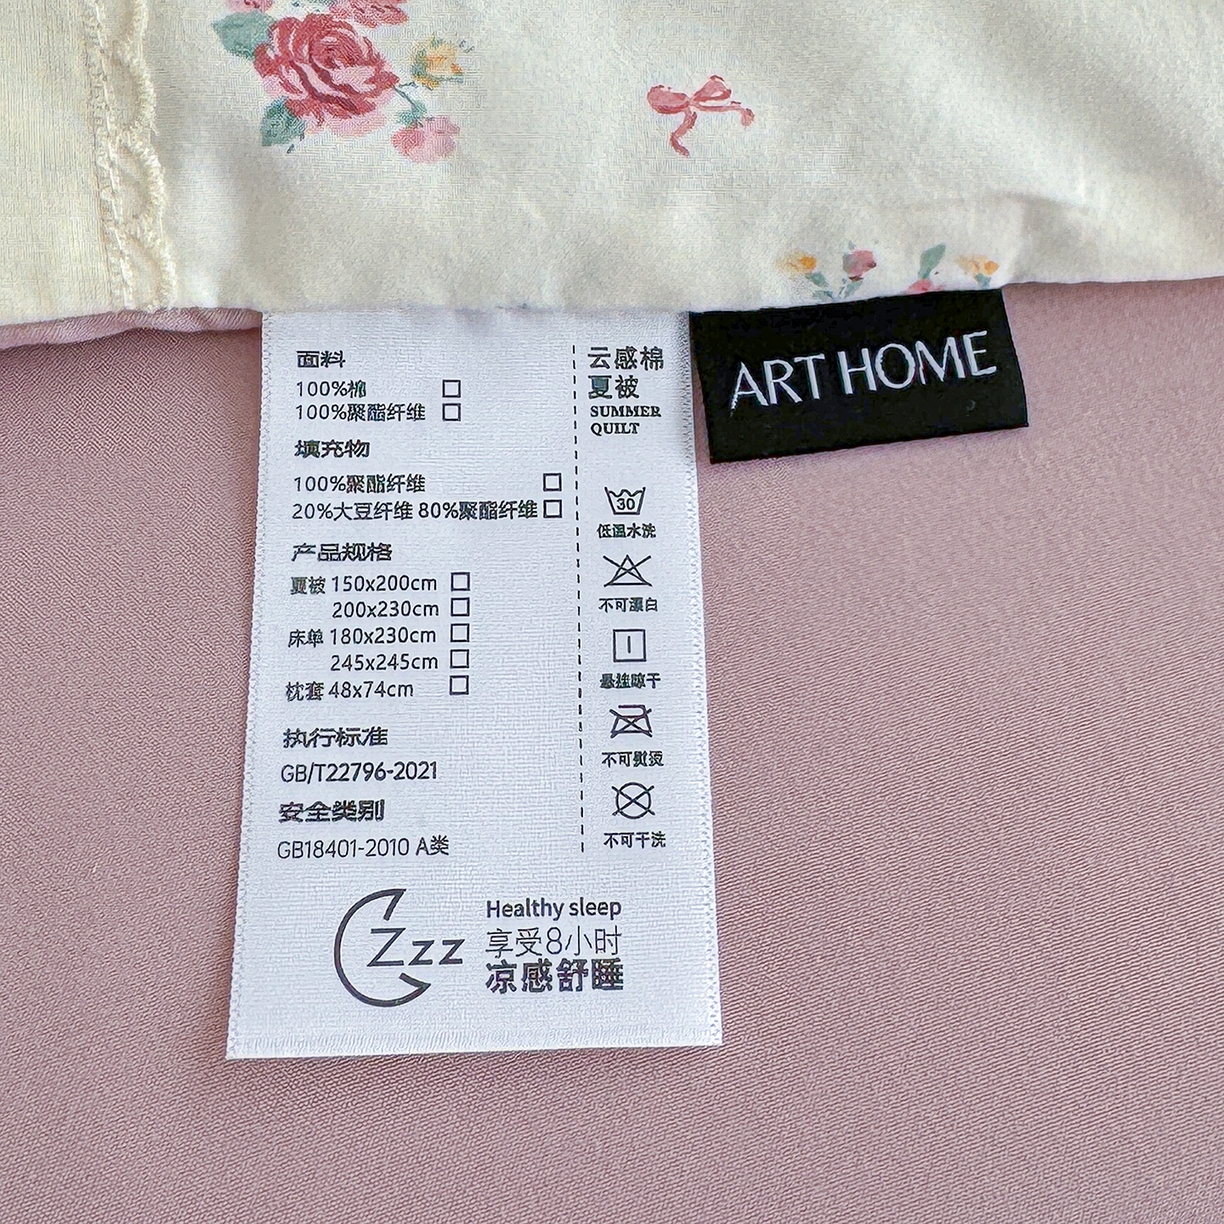 面料
100%棉 □
100%聚酯纤维 □
填充物
100%聚酯纤维 □
20%大豆纤维 80%聚酯纤维 □
产品规格
夏被 150x200cm □
200x230cm □
床单 180x230cm □
245x245cm □
枕套 48x74cm □
执行标准
GB/T22796-2021
安全类别
GB18401-2010 A类
云感棉
夏被
SUMMER
QUILT
30
低温水洗
不可漂白
悬挂晾干
不可熨烫
不可干洗
Zzz
Healthy sleep
享受8小时
凉感舒睡
ART HOME